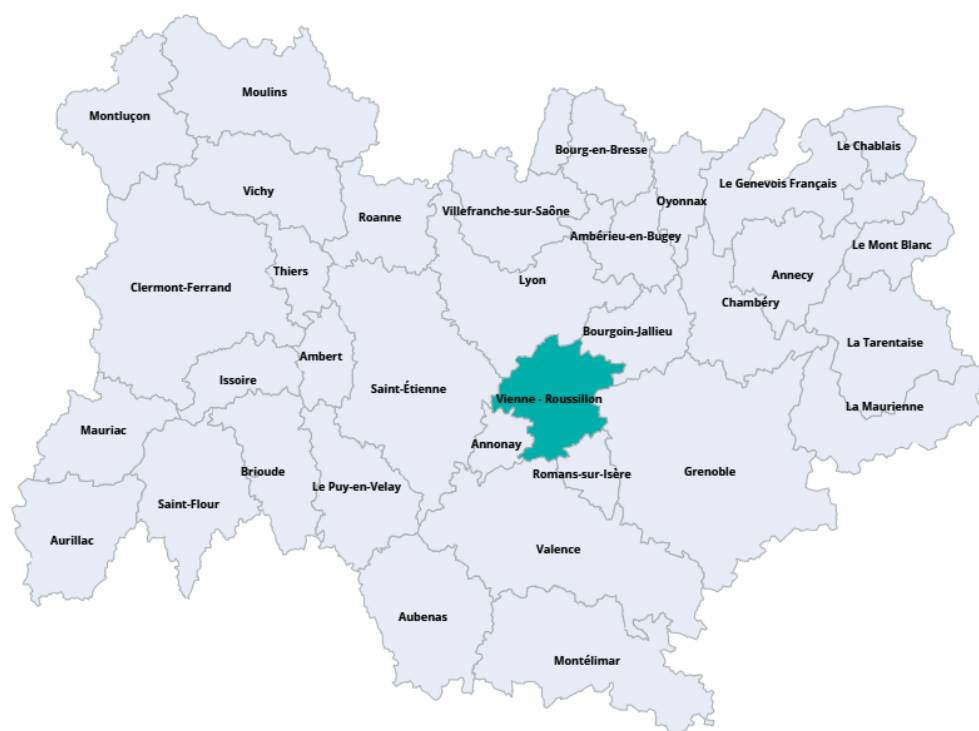 Moulins
Montluçon
Le Chablais
Bourg-en-Bresse
Le Genevois Français
Vichy
Oyonnax
Villefranche-sur-Saône
Roanne
Ambérieu-en-Bugey
Le Mont Blanc
Thiers
Annecy
Lyon
Clermont-Ferrand
Chambéry
Bourgoin-Jallieu
La Tarentaise
Ambert
Issoire
Saint-Étienne
Vienne - Roussillon
La Maurienne
Mauriac
Annonay
Brioude
Grenoble
Romans-sur-Isère
Le Puy-en-Velay
Saint-Flour
Aurillac
Valence
Aubenas
Montélimar